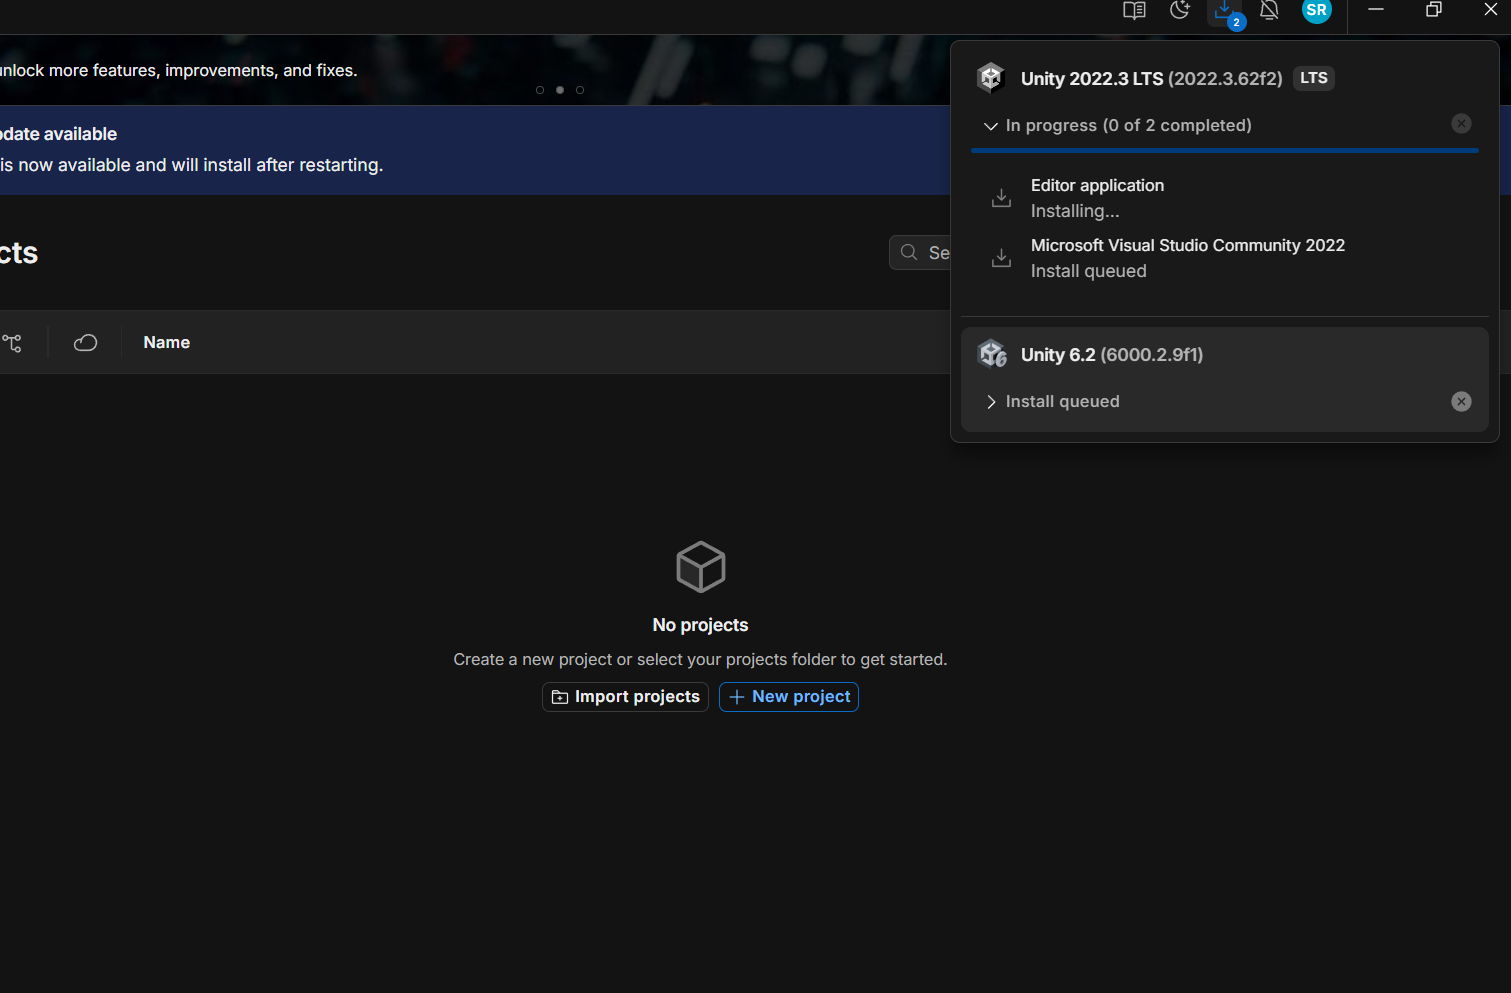 unlock more features, improvements, and fixes.
update available
is now available and will install after restarting.
Name
No projects
Create a new project or select your projects folder to get started.
Import projects
New project
2
SR
Unity 2022.3 LTS (2022.3.62f2) LTS
In progress (0 of 2 completed)
Editor application
Installing...
Microsoft Visual Studio Community 2022
Install queued
Unity 6.2 (6000.2.9f1)
Install queued